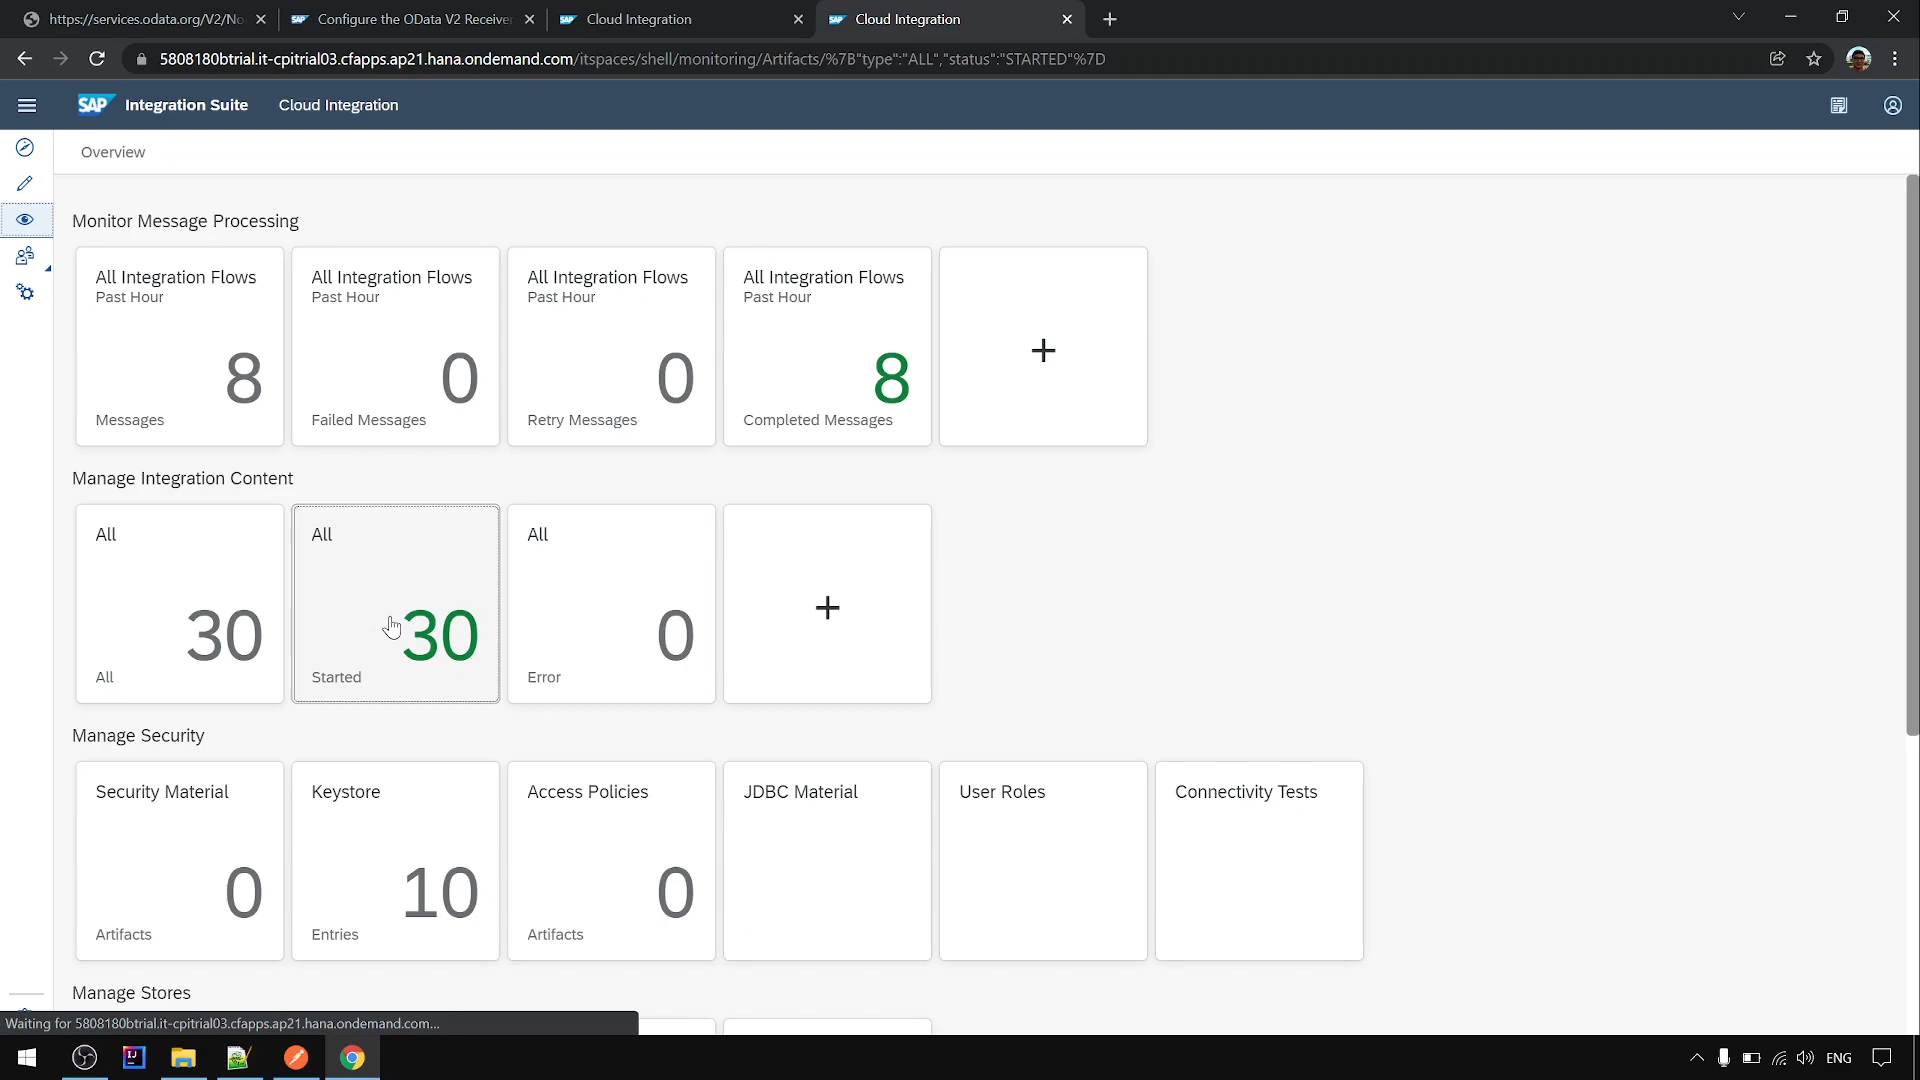 https://services.odata.org/V2/No
Configure the OData V2 Receiver
Cloud Integration
Cloud Integration
5808180btrial.it-cpitrial03.cfapps.ap21.hana.ondemand.com/itspaces/shell/monitoring/Artifacts/%7B"type":"ALL","status":"STARTED"%7D
SAP Integration Suite Cloud Integration
Overview
Monitor Message Processing
All Integration Flows
Past Hour
8
Messages
All Integration Flows
Past Hour
0
Failed Messages
All Integration Flows
Past Hour
0
Retry Messages
All Integration Flows
Past Hour
8
Completed Messages
+
Manage Integration Content
All
30
All
All
30
Started
All
0
Error
+
Manage Security
Security Material
0
Artifacts
Keystore
10
Entries
Access Policies
0
Artifacts
JDBC Material
User Roles
Connectivity Tests
Manage Stores
Waiting for 5808180btrial.it-cpitrial03.cfapps.ap21.hana.ondemand.com...
ENG